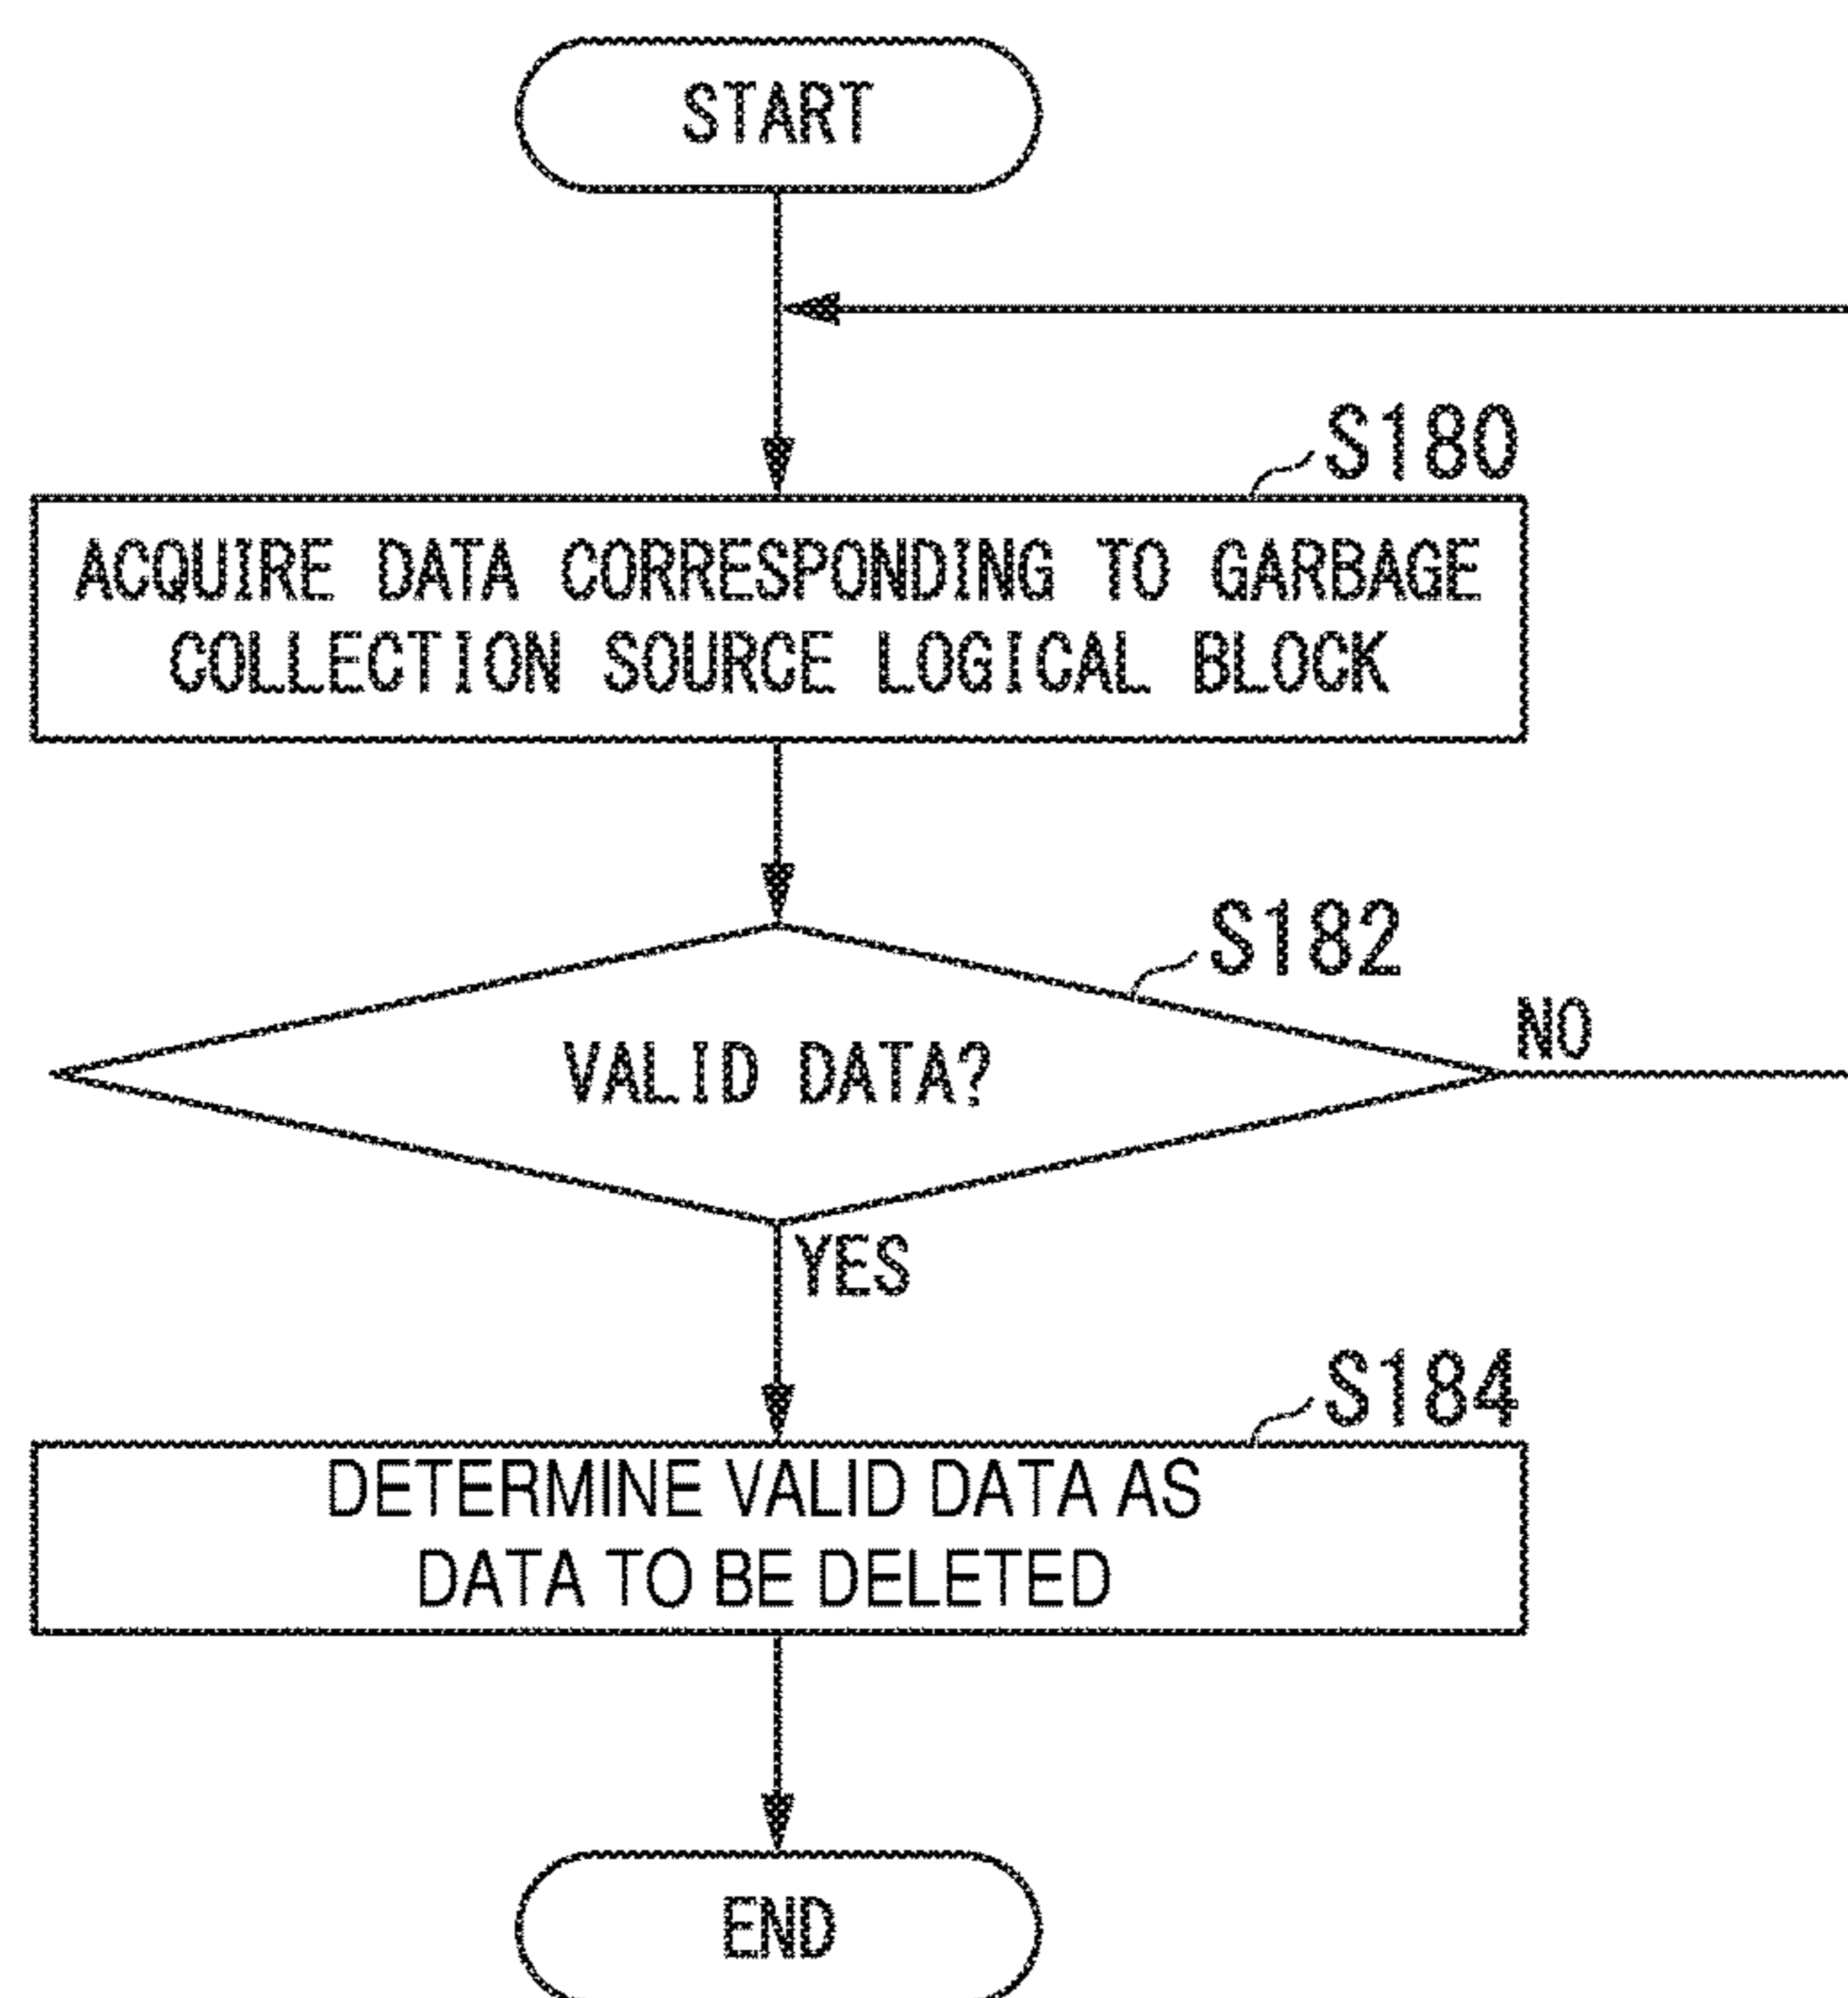 START
S180
ACQUIRE DATA CORRESPONDING TO GARBAGE
COLLECTION SOURCE LOGICAL BLOCK
S182
VALID DATA?
NO
YES
S184
DETERMINE VALID DATA AS
DATA TO BE DELETED
END